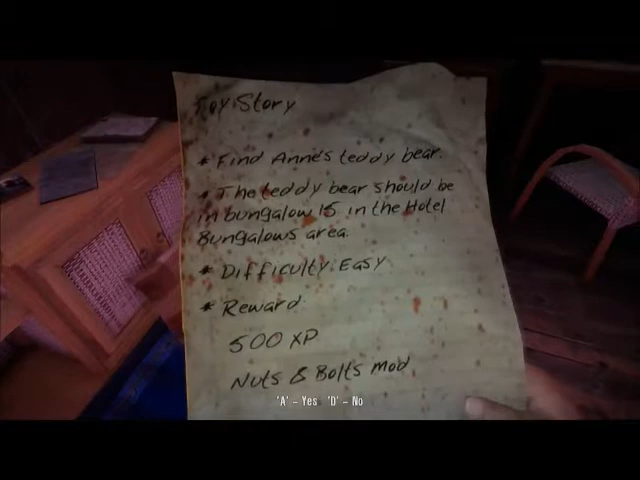 Toy Story
* Find Anne's teddy bear.
* The teddy bear should be
in bungalow 15 in the Hotel
Bungalows area.
* Difficulty: Easy
* Reward:
500 XP
Nuts & Bolts mod
'A' – Yes 'D' – No